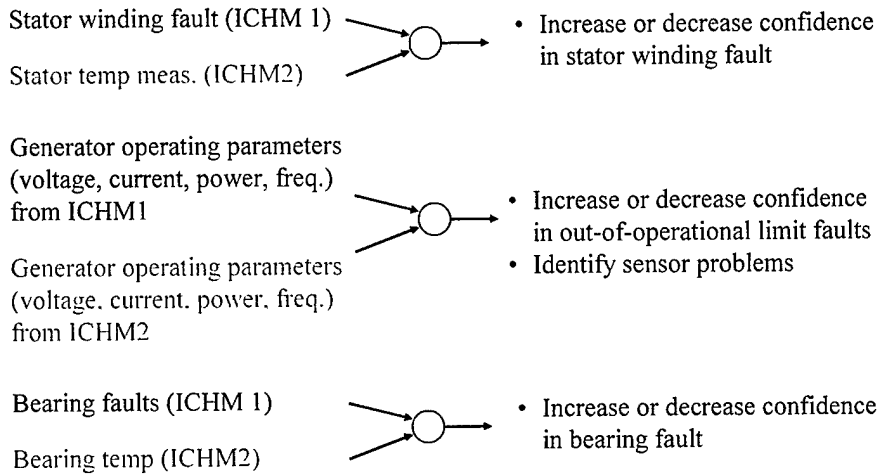 Stator winding fault (ICHM 1)
Stator temp meas. (ICHM2)
• Increase or decrease confidence
in stator winding fault
Generator operating parameters
(voltage, current, power, freq.)
from ICHM1
Generator operating parameters
(voltage, current, power, freq.)
from ICHM2
• Increase or decrease confidence
in out-of-operational limit faults
• Identify sensor problems
Bearing faults (ICHM 1)
Bearing temp (ICHM2)
• Increase or decrease confidence
in bearing fault